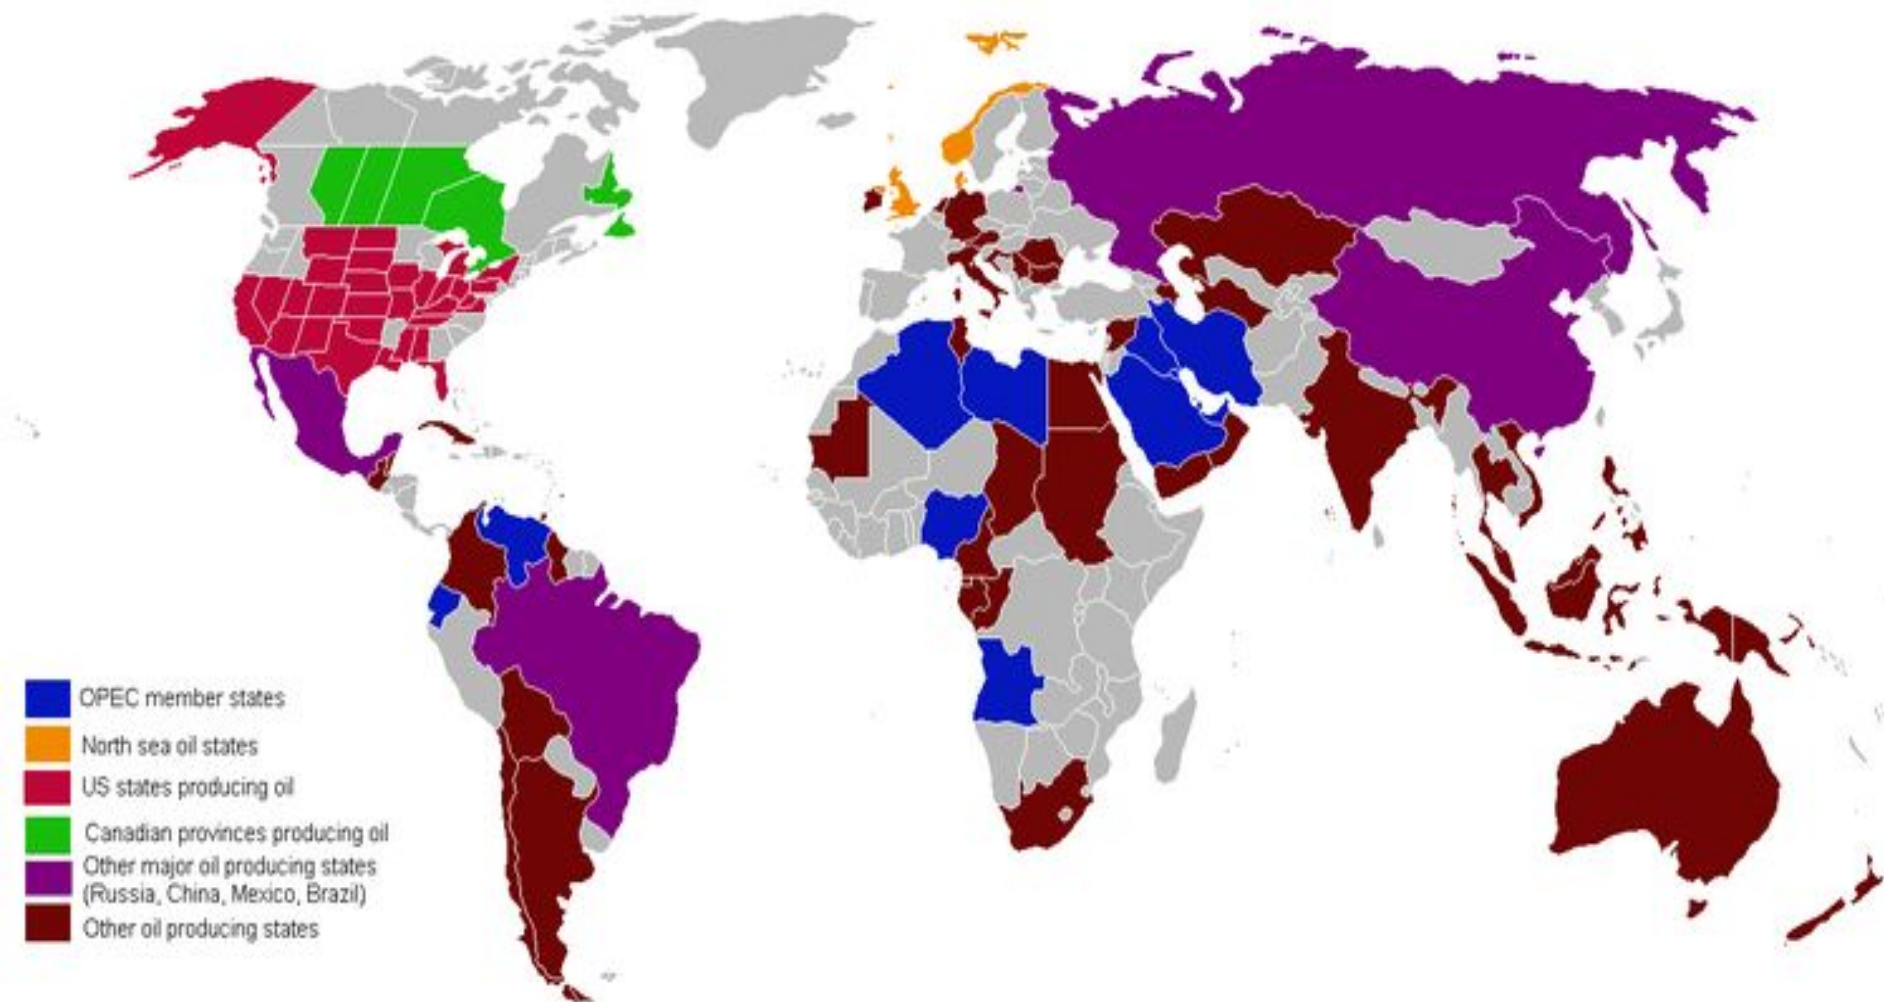 OPEC member states
North sea oil states
US states producing oil
Canadian provinces producing oil
Other major oil producing states
(Russia, China, Mexico, Brazil)
Other oil producing states